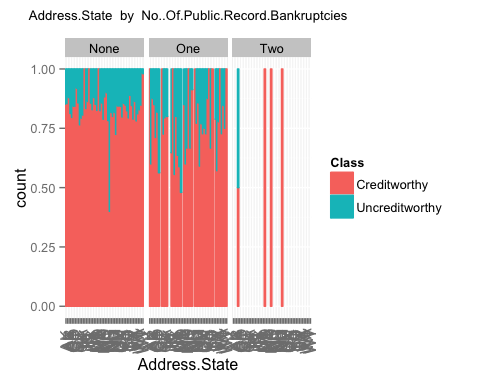 Address.State by No..Of.Public.Record.Bankruptcies
None One Two
1.00
0.75
0.50
0.25
0.00
count
Class
Creditworthy
Uncreditworthy
Address.State